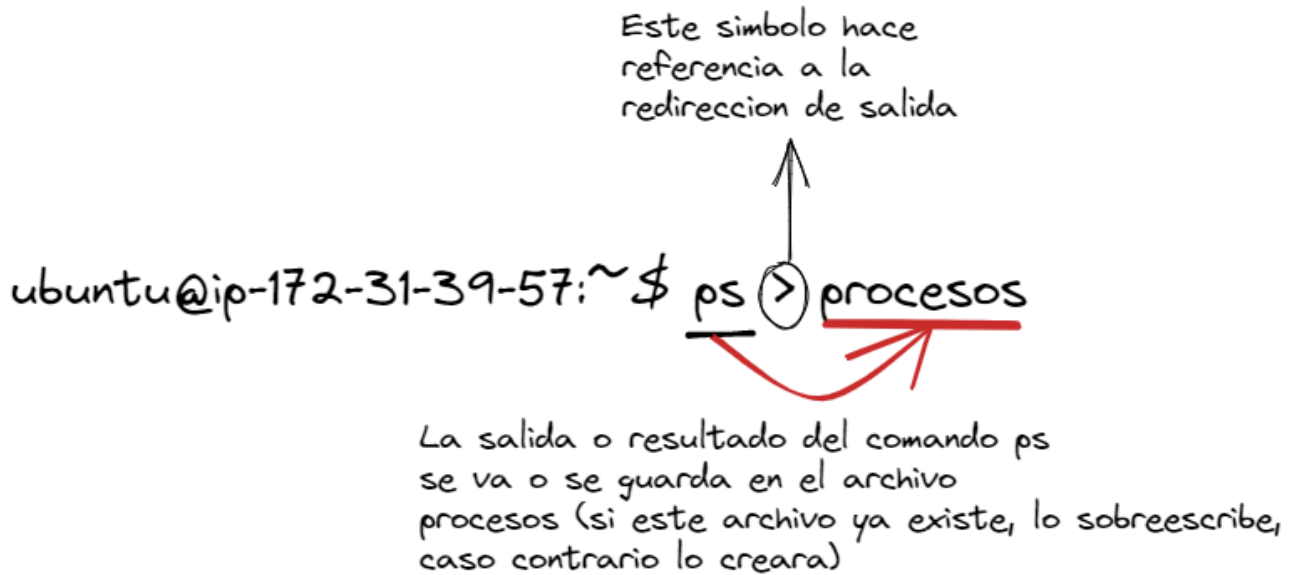 Este simbolo hace
referencia a la
redireccion de salida
ubuntu@ip-172-31-39-57:~$ ps > procesos
La salida o resultado del comando ps
se va o se guarda en el archivo
procesos (si este archivo ya existe, lo sobreescribe,
caso contrario lo creara)